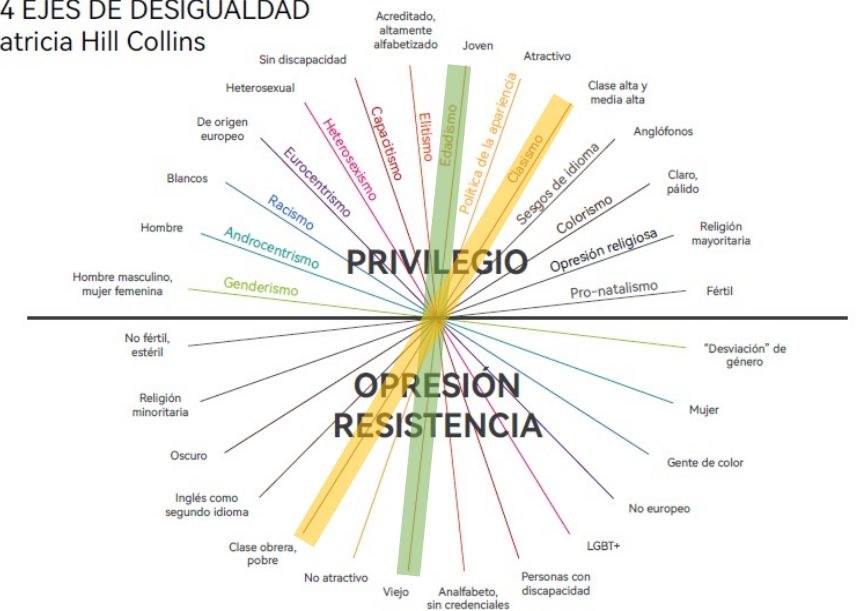 4 EJES DE DESIGUALDAD
atricia Hill Collins
Acreditado,
altamente
alfabetizado
Joven
Sin discapacidad
Atractivo
Heterosexual
Clase alta y
media alta
De origen
europeo
Anglófonos
Blancos
Claro,
pálido
Hombre
Religión
mayoritaria
Hombre masculino,
mujer femenina
Fértil
Genderismo
Androcentrismo
Racismo
Eurocentrismo
Heterosexismo
Capacitismo
Elitismo
Edadismo
Política de la apariencia
Clasismo
Sesgos de idioma
Colorismo
Opresión religiosa
Pro-natalismo
PRIVILEGIO
OPRESIÓN
RESISTENCIA
No fértil,
estéril
"Desviación" de
género
Religión
minoritaria
Mujer
Oscuro
Gente de color
Inglés como
segundo idioma
No europeo
Clase obrera,
pobre
LGBT+
No atractivo
Viejo
Analfabeto,
sin credenciales
Personas con
discapacidad